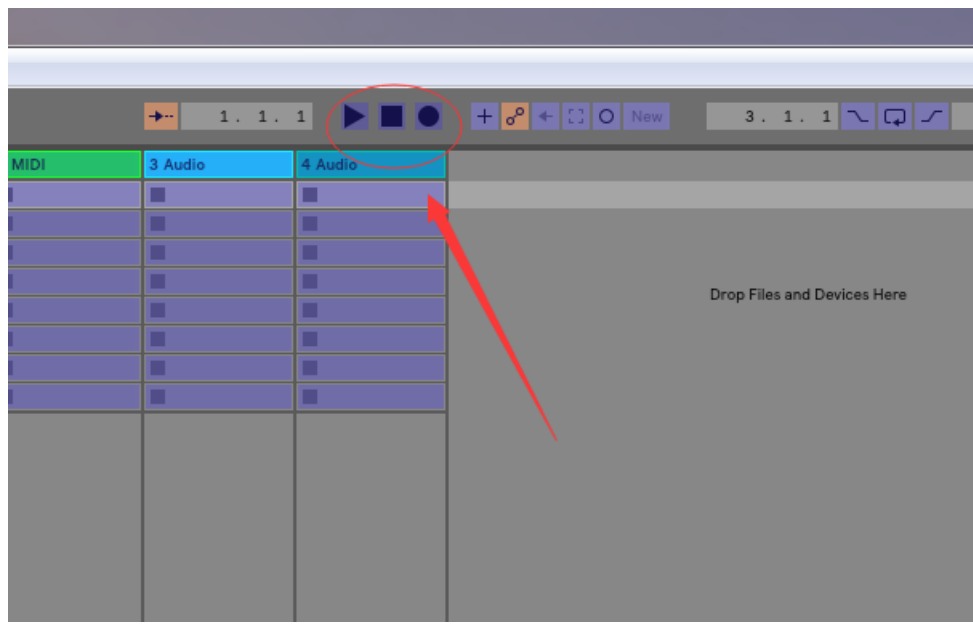 1. 1. 1 New 3. 1. 1
MIDI 3 Audio 4 Audio
Drop Files and Devices Here